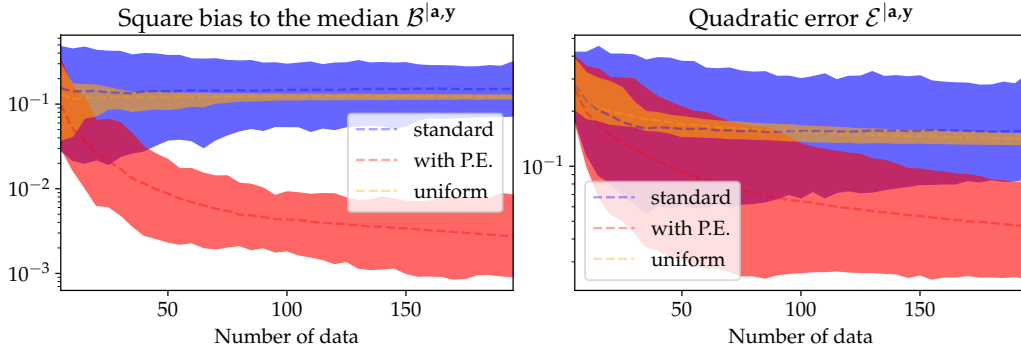 Square bias to the median 𝓑|a,y
10⁻¹
10⁻²
10⁻³
standard
with P.E.
uniform
50
100
150
Number of data
Quadratic error 𝓔|a,y
10⁻¹
standard
with P.E.
uniform
50
100
150
Number of data